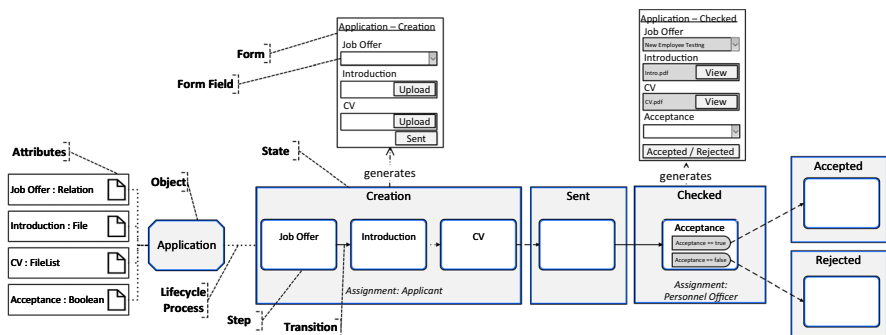 Application – Creation
Job Offer
Introduction
Upload
CV
Upload
Sent
Form
Form Field
Application – Checked
Job Offer
New Employee Testing
Introduction
Intro.pdf
View
CV
CV.pdf
View
Acceptance
Accepted / Rejected
Attributes
Object
State
generates
generates
Job Offer : Relation
Introduction : File
CV : FileList
Acceptance : Boolean
Application
Lifecycle
Process
Creation
Job Offer
Introduction
CV
Assignment: Applicant
Step
Transition
Sent
Checked
Acceptance
Acceptance == true
Acceptance == false
Assignment:
Personnel Officer
Accepted
Rejected